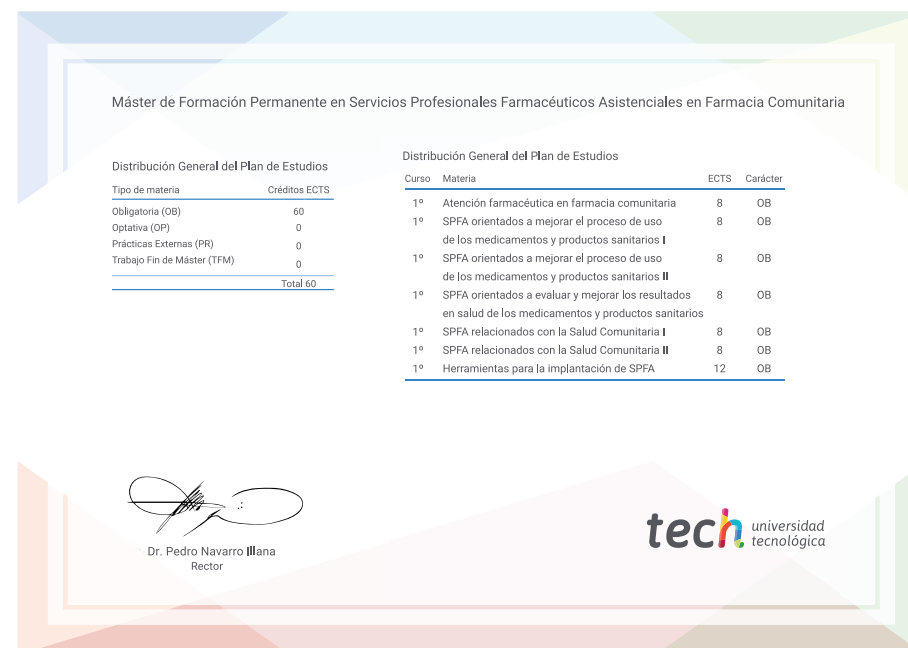 Máster de Formación Permanente en Servicios Profesionales Farmacéuticos Asistenciales en Farmacia Comunitaria
Distribución General del Plan de Estudios
Tipo de materia Créditos ECTS
Obligatoria (OB) 60
Optativa (OP) 0
Prácticas Externas (PR) 0
Trabajo Fin de Máster (TFM) 0
Total 60
Distribución General del Plan de Estudios
Curso Materia ECTS Carácter
1º Atención farmacéutica en farmacia comunitaria 8 OB
1º SPFA orientados a mejorar el proceso de uso 8 OB
de los medicamentos y productos sanitarios I
1º SPFA orientados a mejorar el proceso de uso 8 OB
de los medicamentos y productos sanitarios II
1º SPFA orientados a evaluar y mejorar los resultados 8 OB
en salud de los medicamentos y productos sanitarios
1º SPFA relacionados con la Salud Comunitaria I 8 OB
1º SPFA relacionados con la Salud Comunitaria II 8 OB
1º Herramientas para la implantación de SPFA 12 OB
Dr. Pedro Navarro Illana
Rector
tech universidad
tecnológica